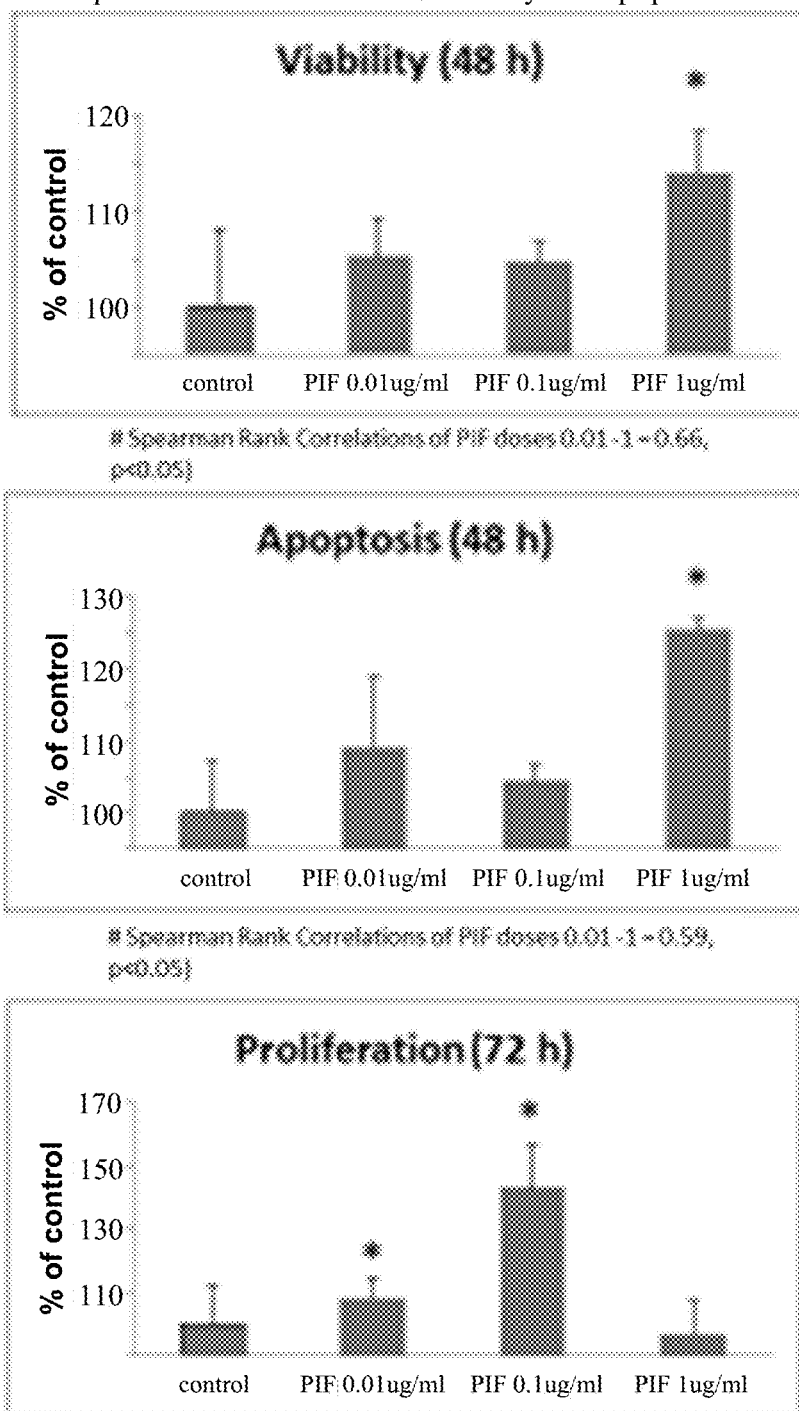 Viability (48 h)
*
120
110
100
% of control
control PIF 0.01ug/ml PIF 0.1ug/ml PIF 1ug/ml
# Spearman Rank Correlations of PIF doses 0.01 -1 = 0.66,
p<0.05)
Apoptosis (48 h)
*
130
120
110
100
% of control
control PIF 0.01ug/ml PIF 0.1ug/ml PIF 1ug/ml
# Spearman Rank Correlations of PIF doses 0.01 -1 = 0.59,
p<0.05)
Proliferation (72 h)
*
*
170
150
130
110
% of control
control PIF 0.01ug/ml PIF 0.1ug/ml PIF 1ug/ml